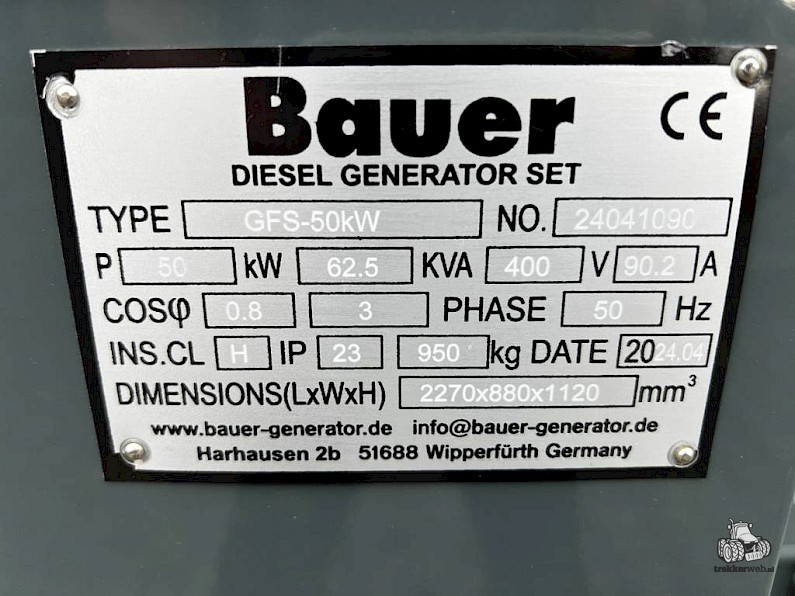 Bauer CE
DIESEL GENERATOR SET
TYPE GFS-50kW NO. 24041090
P 50 kW 62.5 KVA 400 V 90.2 A
COSφ 0.8 3 PHASE 50 Hz
INS.CL H IP 23 950 kg DATE 2024.04
DIMENSIONS(LxWxH) 2270x880x1120 mm³
www.bauer-generator.de info@bauer-generator.de
Harhausen 2b 51688 Wipperfürth Germany
trekkerweb.nl